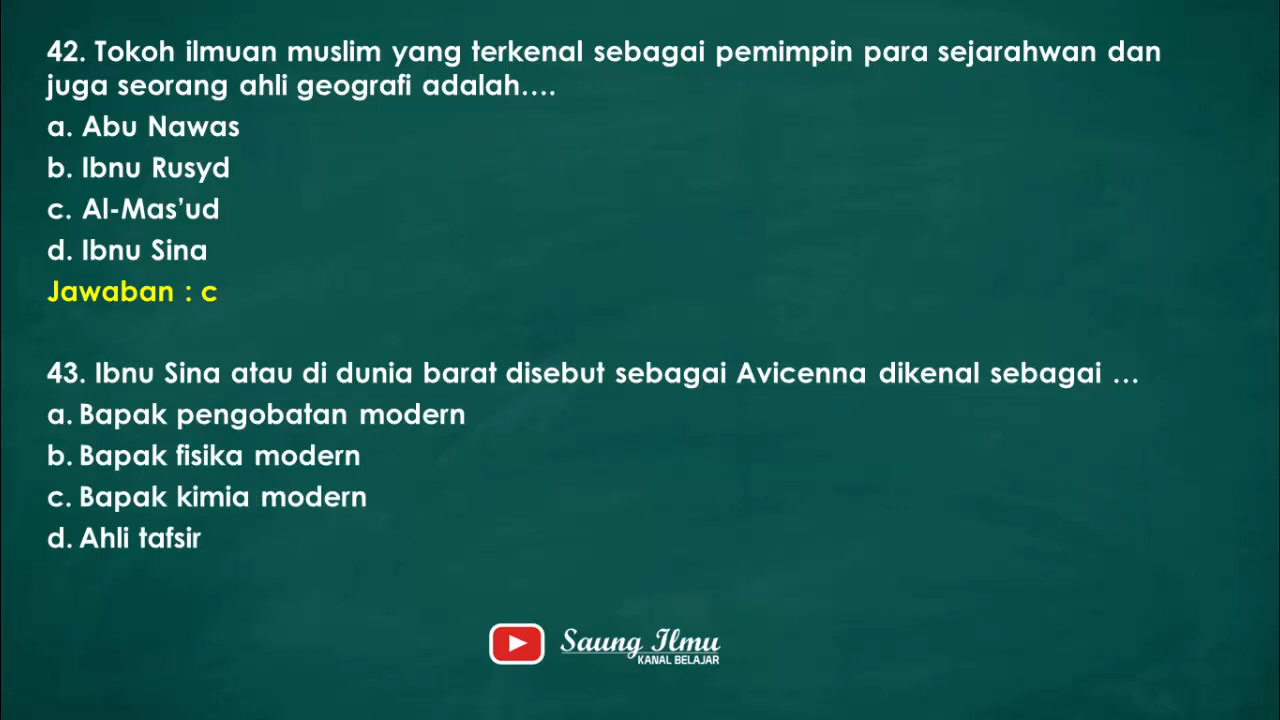 42. Tokoh ilmuan muslim yang terkenal sebagai pemimpin para sejarahwan dan
juga seorang ahli geografi adalah....
a. Abu Nawas
b. Ibnu Rusyd
c. Al-Mas’ud
d. Ibnu Sina
Jawaban : c
43. Ibnu Sina atau di dunia barat disebut sebagai Avicenna dikenal sebagai ...
a. Bapak pengobatan modern
b. Bapak fisika modern
c. Bapak kimia modern
d. Ahli tafsir
Saung Ilmu
KANAL BELAJAR